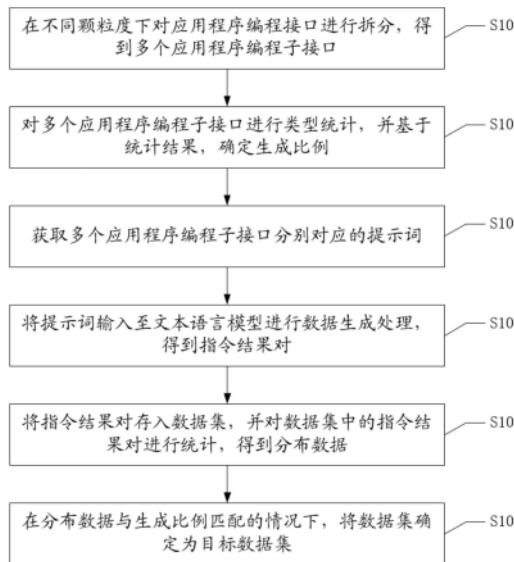 在不同颗粒度下对应用程序编程接口进行拆分，得
到多个应用程序编程子接口
S10
对多个应用程序编程子接口进行类型统计，并基于
统计结果，确定生成比例
S10
获取多个应用程序编程子接口分别对应的提示词
S10
将提示词输入至文本语言模型进行数据生成处理，
得到指令结果对
S10
将指令结果对存入数据集，并对数据集中的指令结
果对进行统计，得到分布数据
S10
在分布数据与生成比例匹配的情况下，将数据集确
定为目标数据集
S10